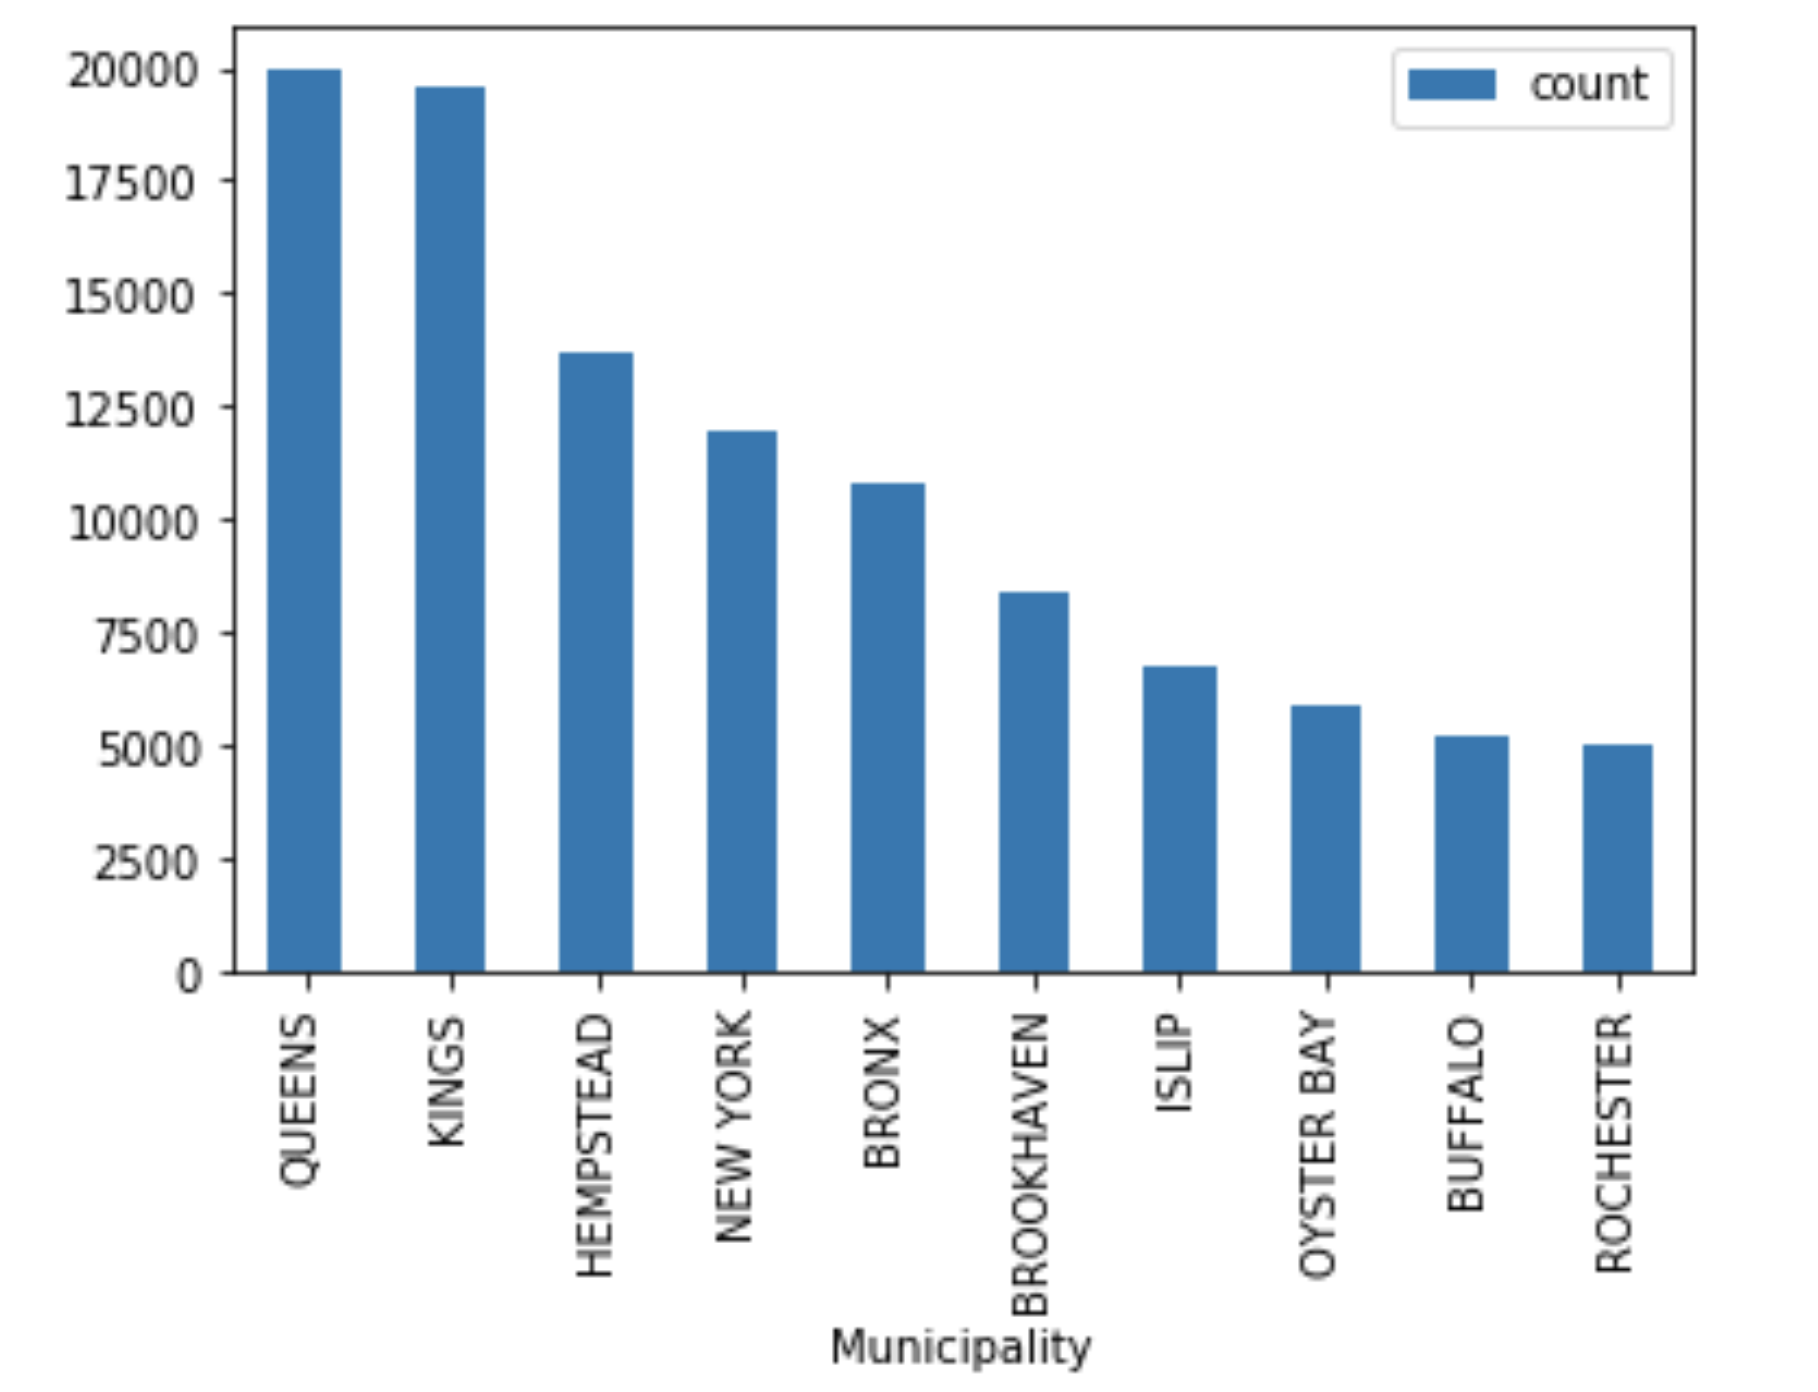 count
20000
17500
15000
12500
10000
7500
5000
2500
0
QUEENS
KINGS
HEMPSTEAD
NEW YORK
BRONX
BROOKHAVEN
ISLIP
OYSTER BAY
BUFFALO
ROCHESTER
Municipality